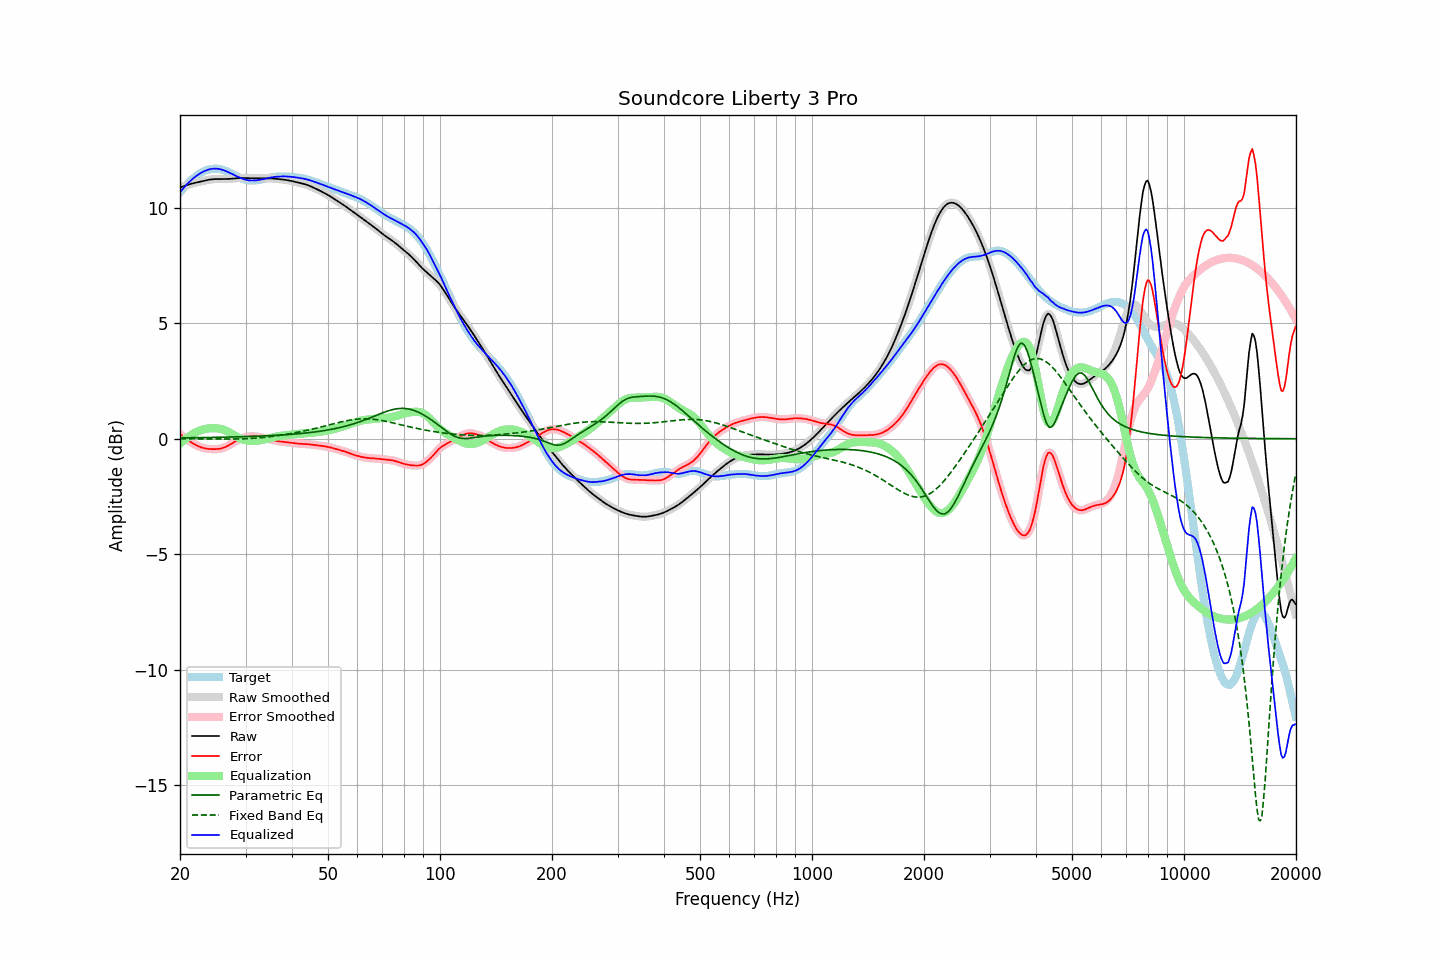 Soundcore Liberty 3 Pro
Amplitude (dBr)
10
5
0
−5
−10
−15
Target
Raw Smoothed
Error Smoothed
Raw
Error
Equalization
Parametric Eq
Fixed Band Eq
Equalized
20 50 100 200 500 1000 2000 5000 10000 20000
Frequency (Hz)